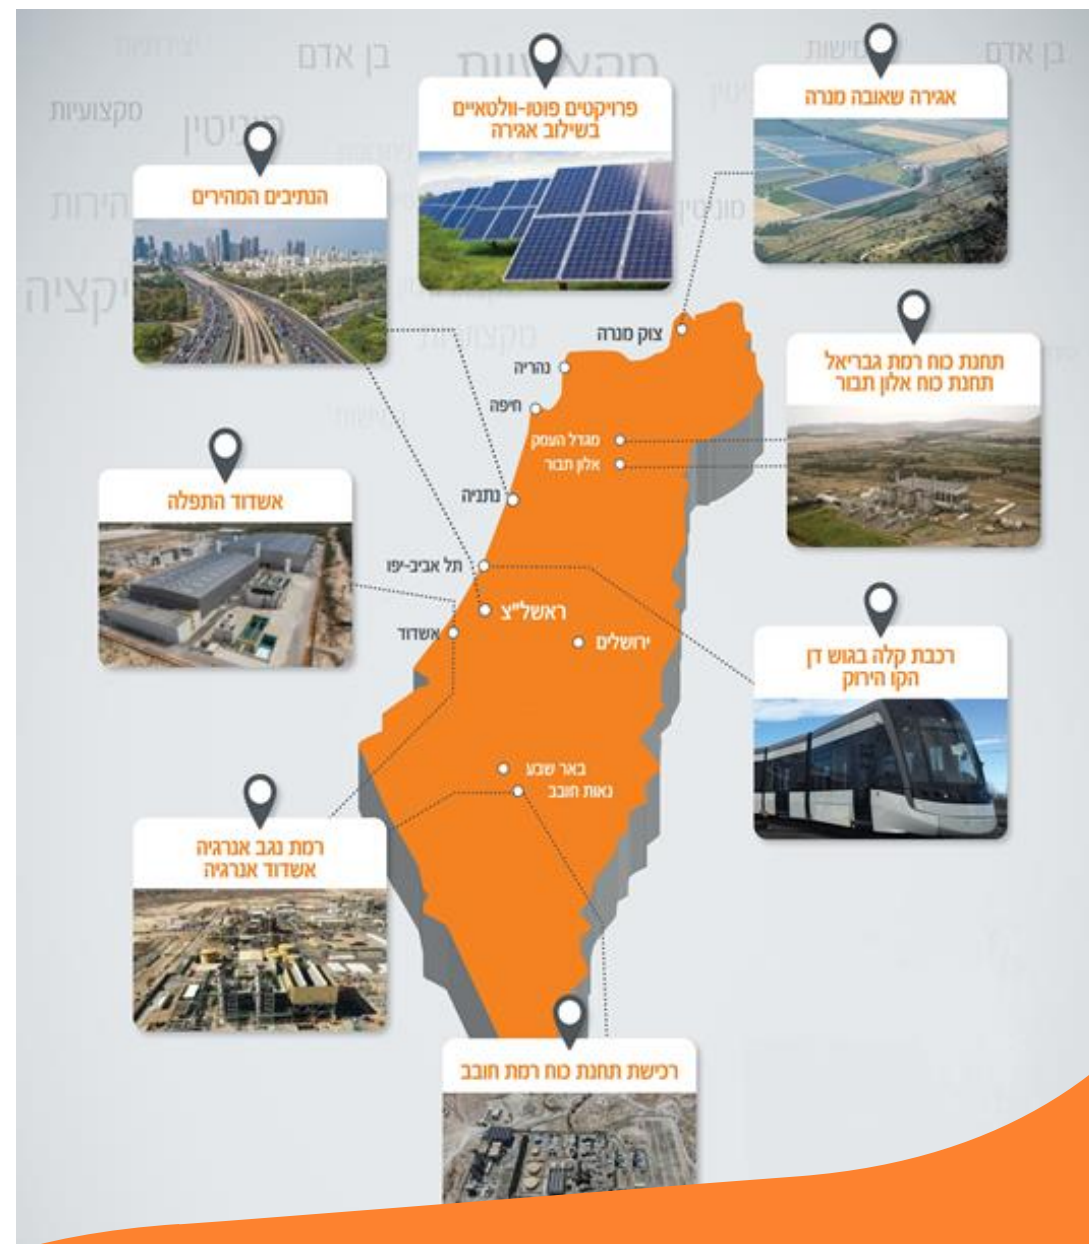 בן אדם
בן אדם
מקצועיות
מקצועיות
מוניטין
אגירה שאובה מנרה
פרויקטים פוטו-וולטאיים
בשילוב אגירה
הנתיבים המהירים
צוק מנרה
נהריה
חיפה
תחנת כוח רמת גבריאל
תחנת כוח אלון תבור
מגדל העמק
אלון תבור
נתניה
אשדוד התפלה
תל אביב-יפו
ראשל"צ
אשדוד
ירושלים
רכבת קלה בגוש דן
הקו הירוק
באר שבע
נאות חובב
רמת נגב אנרגיה
אשדוד אנרגיה
רכישת תחנת כוח רמת חובב